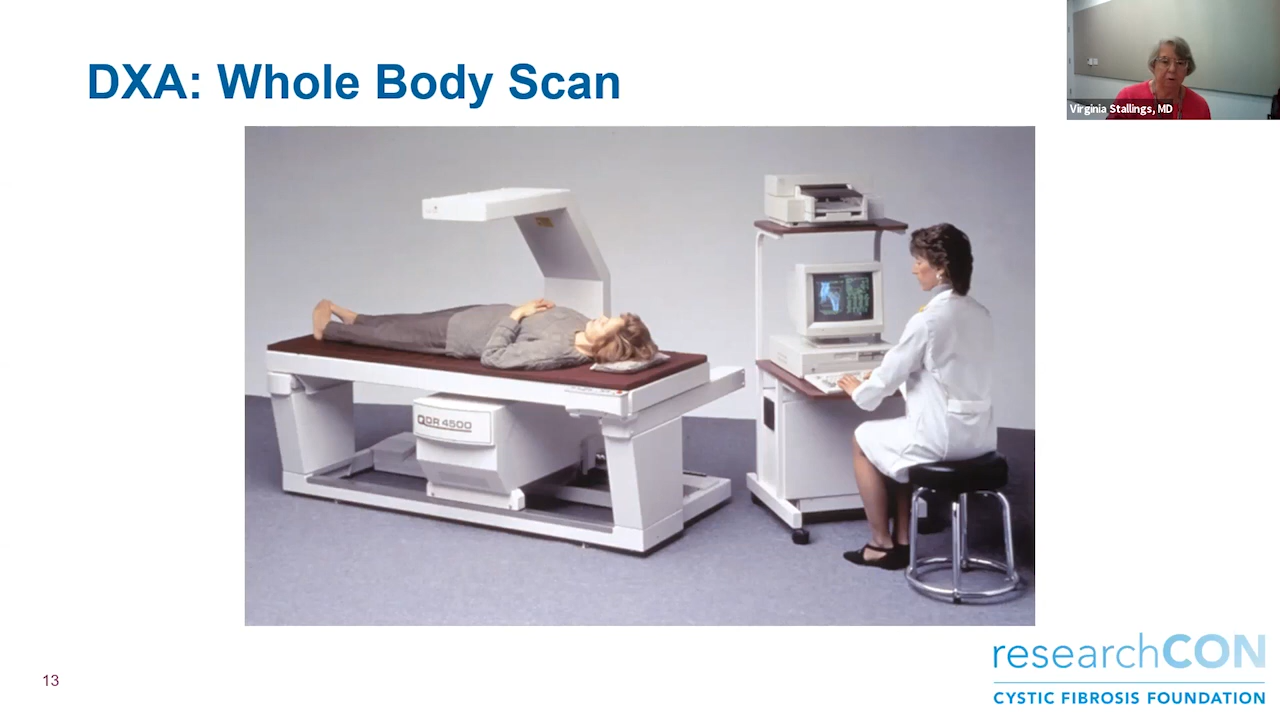 DXA: Whole Body Scan
Virginia Stallings, MD
QDR 4500
13
researchCON
CYSTIC FIBROSIS FOUNDATION